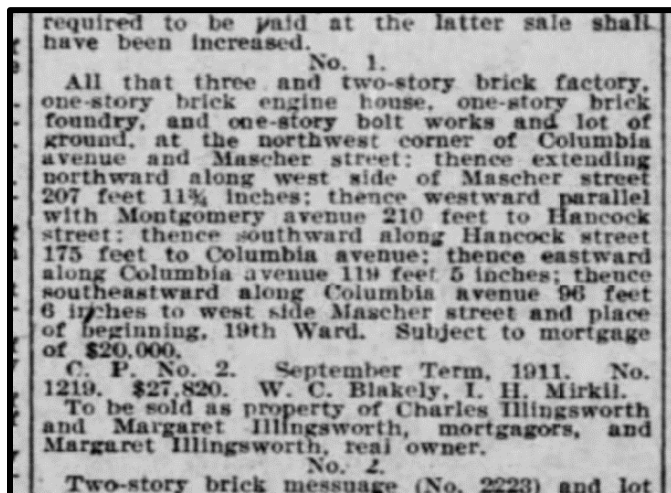 required to be paid at the latter sale shall
have been increased.
No. 1.
All that three and two-story brick factory,
one-story brick engine house, one-story brick
foundry, and one-story bolt works and lot of
ground, at the northwest corner of Columbia
avenue and Mascher street: thence extending
northward along west side of Mascher street
207 feet 11¾ inches; thence westward parallel
with Montgomery avenue 210 feet to Hancock
street: thence southward along Hancock street
175 feet to Columbia avenue; thence eastward
along Columbia avenue 119 feet 5 inches; thence
southeastward along Columbia avenue 96 feet
6 inches to west side Mascher street and place
of beginning, 19th Ward. Subject to mortgage
of $20,000.
C. P. No. 2. September Term, 1911. No.
1219. $27,820. W. C. Blakely, I. H. Mirkil.
To be sold as property of Charles Illingsworth
and Margaret Illingsworth, mortgagors, and
Margaret Illingsworth, real owner.
No. 2.
Two-story brick messuage (No. 2223) and lot